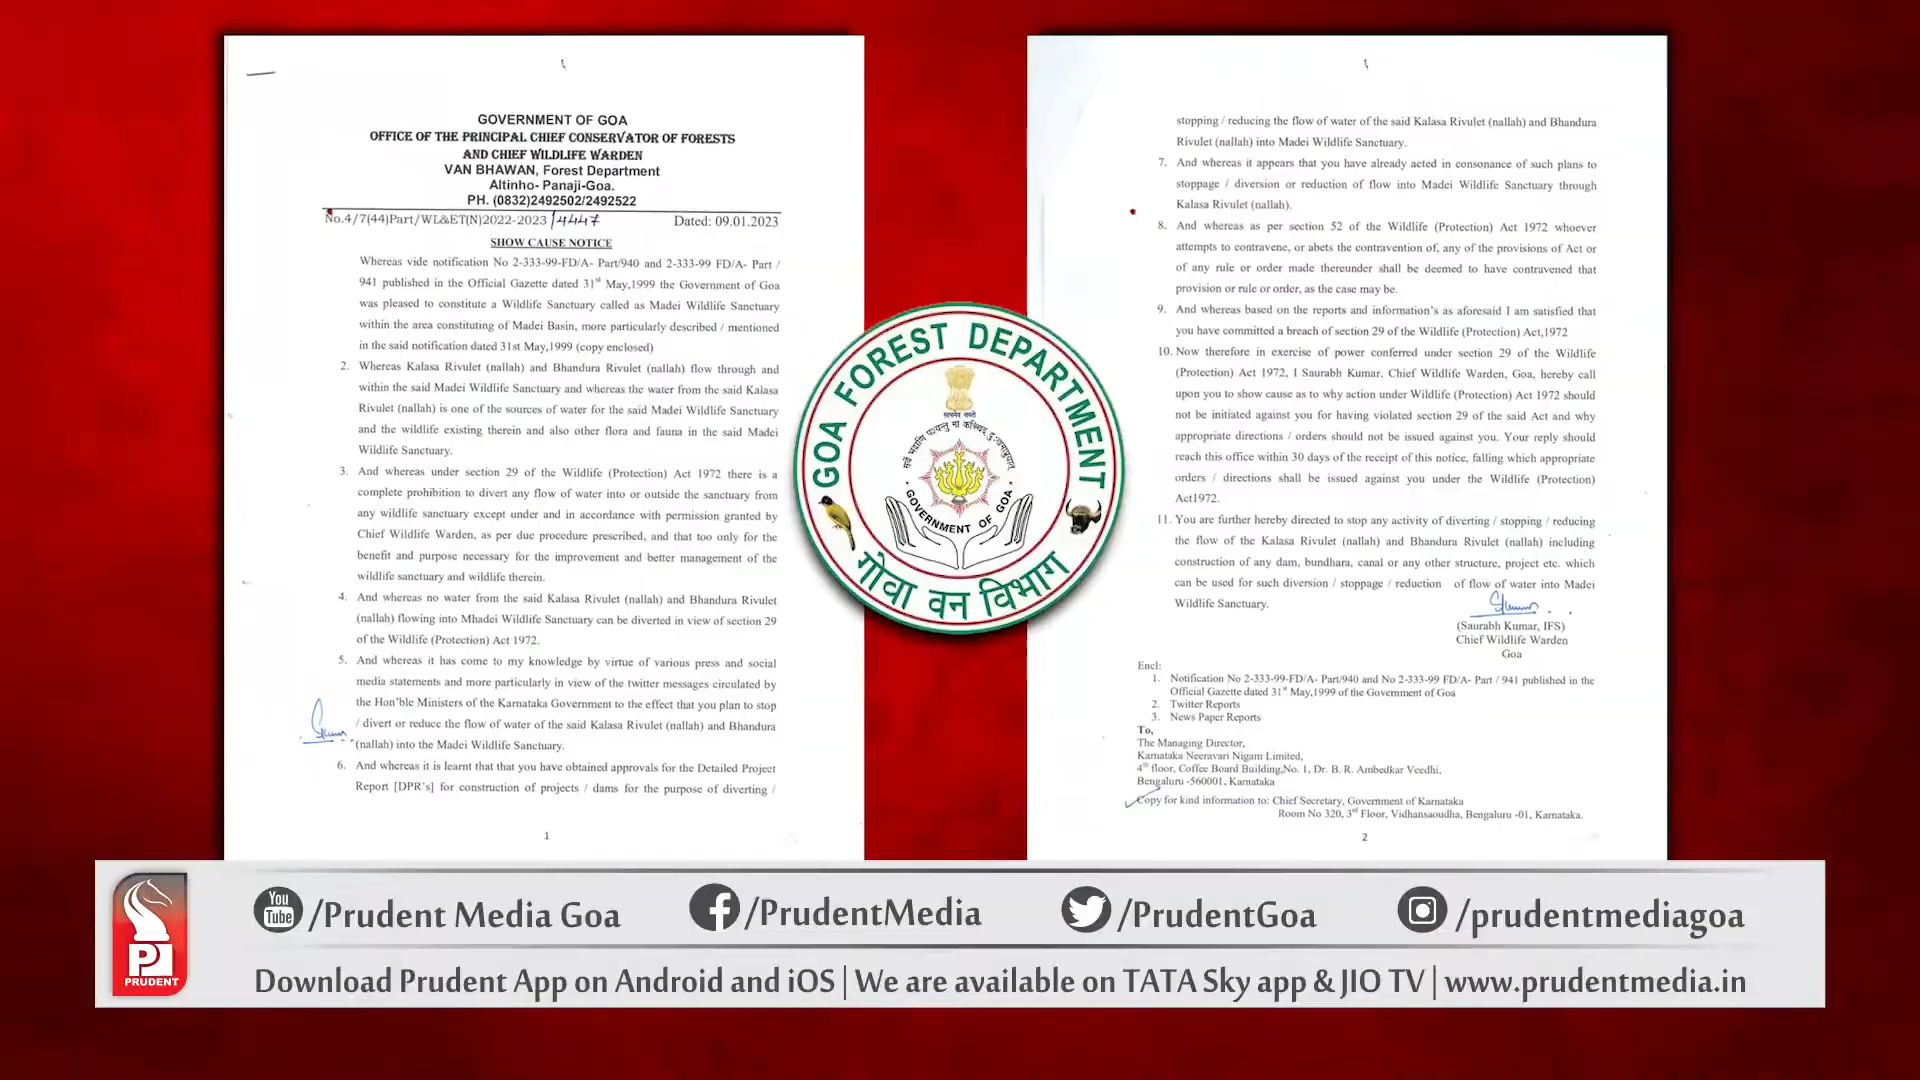 GOVERNMENT OF GOA
OFFICE OF THE PRINCIPAL CHIEF CONSERVATOR OF FORESTS
AND CHIEF WILDLIFE WARDEN
VAN BHAWAN, Forest Department
Altinho- Panaji-Goa.
PH. (0832)2492502/2492522
No.4/7(44)Part/WL&ET(N)2022-2023/4447 Dated: 09.01.2023
SHOW CAUSE NOTICE
Whereas vide notification No 2-333-99-FD/A- Part/940 and 2-333-99 FD/A- Part /
941 published in the Official Gazette dated 31st May,1999 the Government of Goa
was pleased to constitute a Wildlife Sanctuary called as Madei Wildlife Sanctuary
within the area constituting of Madei Basin, more particularly described / mentioned
in the said notification dated 31st May,1999 (copy enclosed)
2. Whereas Kalasa Rivulet (nallah) and Bhandura Rivulet (nallah) flow through and
within the said Madei Wildlife Sanctuary and whereas the water from the said Kalasa
Rivulet (nallah) is one of the sources of water for the said Madei Wildlife Sanctuary
and the wildlife existing therein and also other flora and fauna in the said Madei
Wildlife Sanctuary.
3. And whereas under section 29 of the Wildlife (Protection) Act 1972 there is a
complete prohibition to divert any flow of water into or outside the sanctuary from
any wildlife sanctuary except under and in accordance with permission granted by
Chief Wildlife Warden, as per due procedure prescribed, and that too only for the
benefit and purpose necessary for the improvement and better management of the
wildlife sanctuary and wildlife therein.
4. And whereas no water from the said Kalasa Rivulet (nallah) and Bhandura Rivulet
(nallah) flowing into Mhadei Wildlife Sanctuary can be diverted in view of section 29
of the Wildlife (Protection) Act 1972.
5. And whereas it has come to my knowledge by virtue of various press and social
media statements and more particularly in view of the twitter messages circulated by
the Hon'ble Ministers of the Karnataka Government to the effect that you plan to stop
/ divert or reduce the flow of water of the said Kalasa Rivulet (nallah) and Bhandura
(nallah) into the Madei Wildlife Sanctuary.
6. And whereas it is learnt that that you have obtained approvals for the Detailed Project
Report [DPR's] for construction of projects / dams for the purpose of diverting /
1
stopping / reducing the flow of water of the said Kalasa Rivulet (nallah) and Bhandura
Rivulet (nallah) into Madei Wildlife Sanctuary.
7. And whereas it appears that you have already acted in consonance of such plans to
stoppage / diversion or reduction of flow into Madei Wildlife Sanctuary through
Kalasa Rivulet (nallah).
8. And whereas as per section 52 of the Wildlife (Protection) Act 1972 whoever
attempts to contravene, or abets the contravention of, any of the provisions of Act or
of any rule or order made thereunder shall be deemed to have contravened that
provision or rule or order, as the case may be.
9. And whereas based on the reports and information's as aforesaid I am satisfied that
you have committed a breach of section 29 of the Wildlife (Protection) Act,1972
10. Now therefore in exercise of power conferred under section 29 of the Wildlife
(Protection) Act 1972, I Saurabh Kumar, Chief Wildlife Warden, Goa, hereby call
upon you to show cause as to why action under Wildlife (Protection) Act 1972 should
not be initiated against you for having violated section 29 of the said Act and why
appropriate directions / orders should not be issued against you. Your reply should
reach this office within 30 days of the receipt of this notice, falling which appropriate
orders / directions shall be issued against you under the Wildlife (Protection)
Act1972.
11. You are further hereby directed to stop any activity of diverting / stopping / reducing
the flow of the Kalasa Rivulet (nallah) and Bhandura Rivulet (nallah) including
construction of any dam, bundhara, canal or any other structure, project etc. which
can be used for such diversion / stoppage / reduction of flow of water into Madei
Wildlife Sanctuary.
(Saurabh Kumar, IFS)
Chief Wildlife Warden
Goa
Encl:
1. Notification No 2-333-99-FD/A- Part/940 and No 2-333-99 FD/A- Part / 941 published in the
Official Gazette dated 31st May,1999 of the Government of Goa
2. Twitter Reports
3. News Paper Reports
To,
The Managing Director,
Karnataka Neeravari Nigam Limited,
4th floor, Coffee Board Building,No. 1, Dr. B. R. Ambedkar Veedhi,
Bengaluru -560001, Karnataka
Copy for kind information to: Chief Secretary, Government of Karnataka
Room No 320, 3rd Floor, Vidhansaoudha, Bengaluru -01, Karnataka.
2
GOA FOREST DEPARTMENT
सत्यमेव जयते
सर्वे भद्राणि पश्यन्तु मा कश्चिद् दुःखमाप्नुयात्
GOVERNMENT OF GOA
गोवा वन विभाग
PRUDENT
You Tube /Prudent Media Goa /PrudentMedia /PrudentGoa /prudentmediagoa
Download Prudent App on Android and iOS | We are available on TATA Sky app & JIO TV | www.prudentmedia.in